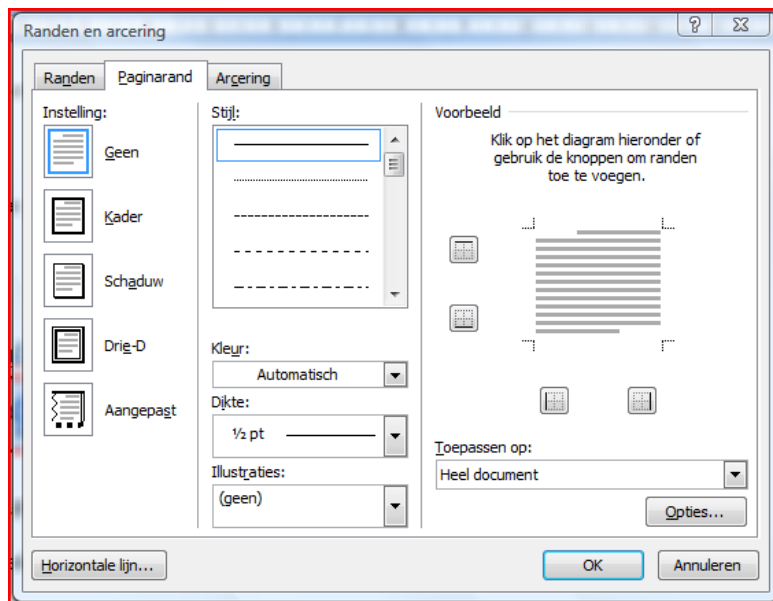 Randen en arcering
Randen
Paginarand
Arcering
Instelling:
Geen
Kader
Schaduw
Drie-D
Aangepast
Stijl:
Kleur:
Automatisch
Dikte:
½ pt
Illustraties:
(geen)
Voorbeeld
Klik op het diagram hieronder of
gebruik de knoppen om randen
toe te voegen.
Toepassen op:
Heel document
Opties...
Horizontale lijn...
OK
Annuleren